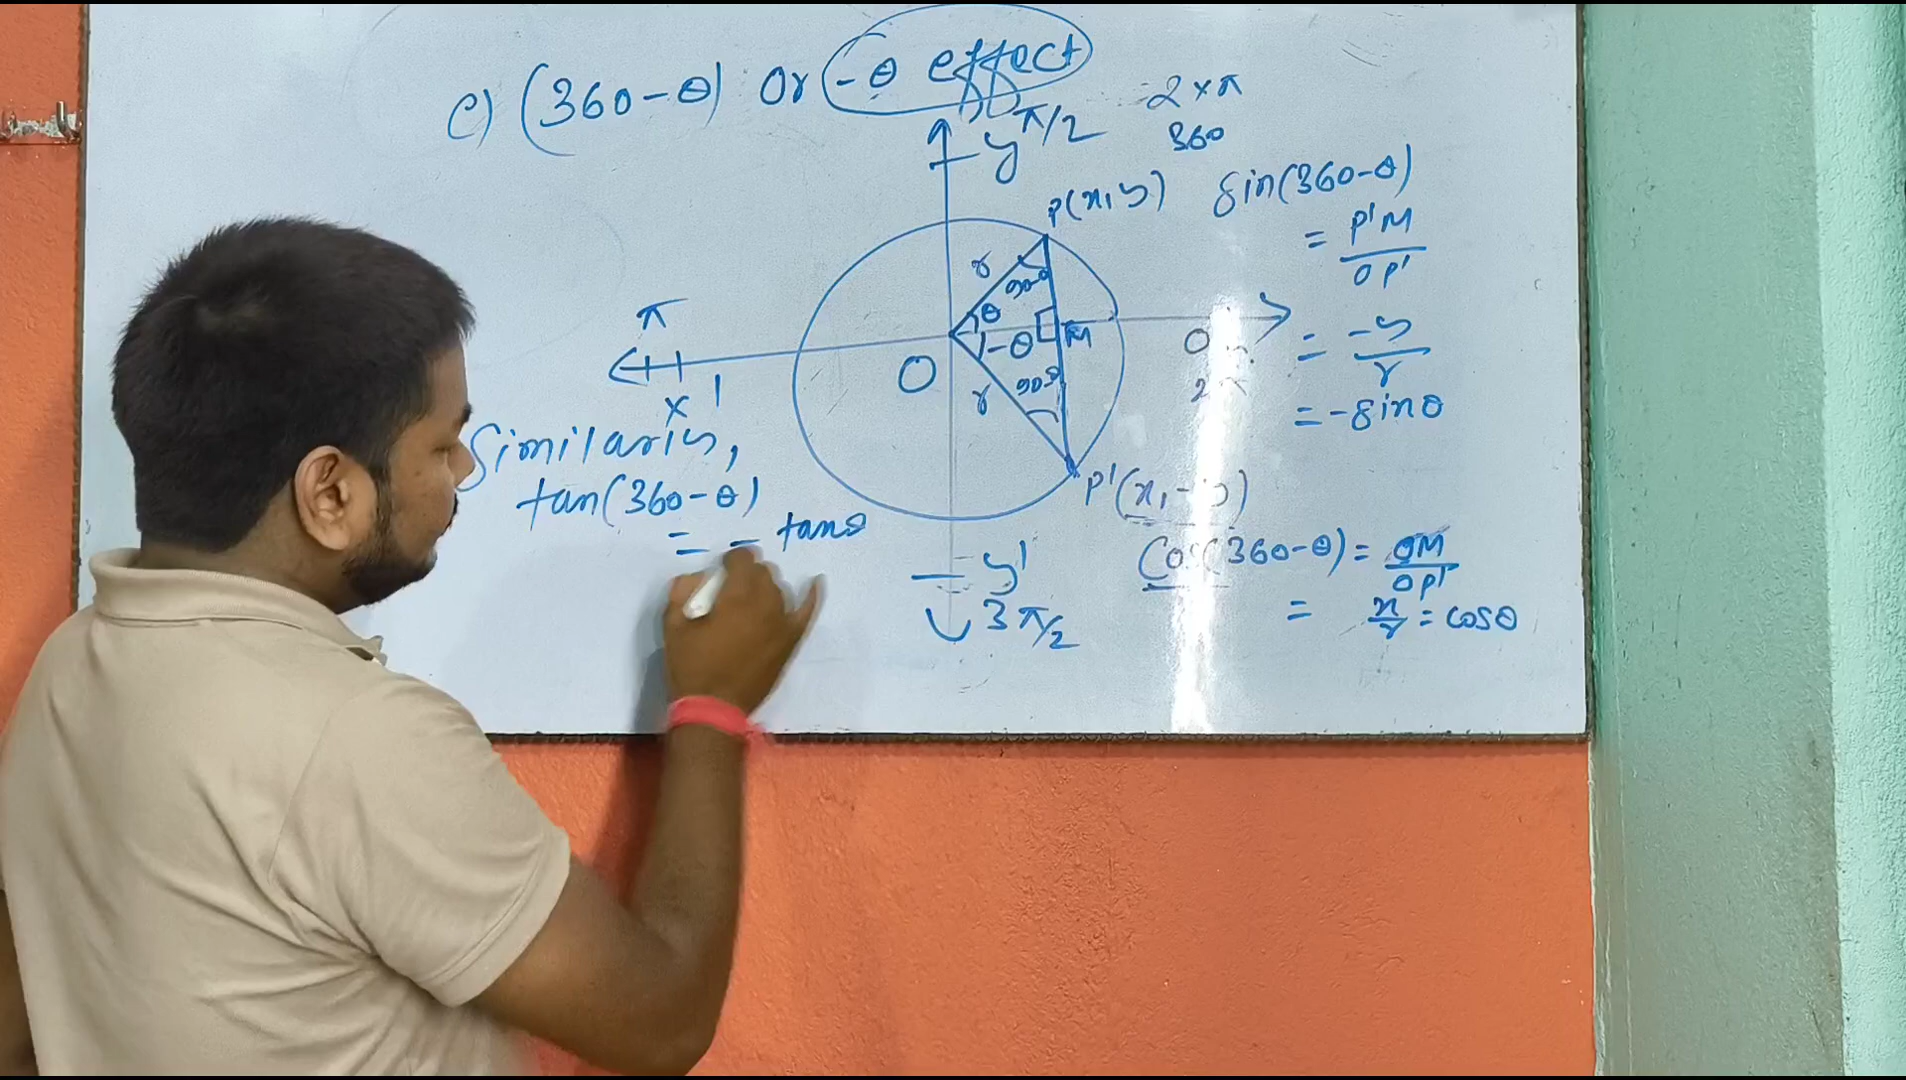 c) (360-θ) Or -θ effect
2×π
360
π/2
y
P(x, y)
sin(360-θ)
= P'M
OP'
= -y
r
= -sinθ
π
r
90°
θ
-θ
M
O
0
90°
r
x'
P'(x, -y)
Similarly,
tan(360-θ)
= - tanθ
y'
3π/2
Cos(360-θ) = OM
OP'
= x/r = cosθ